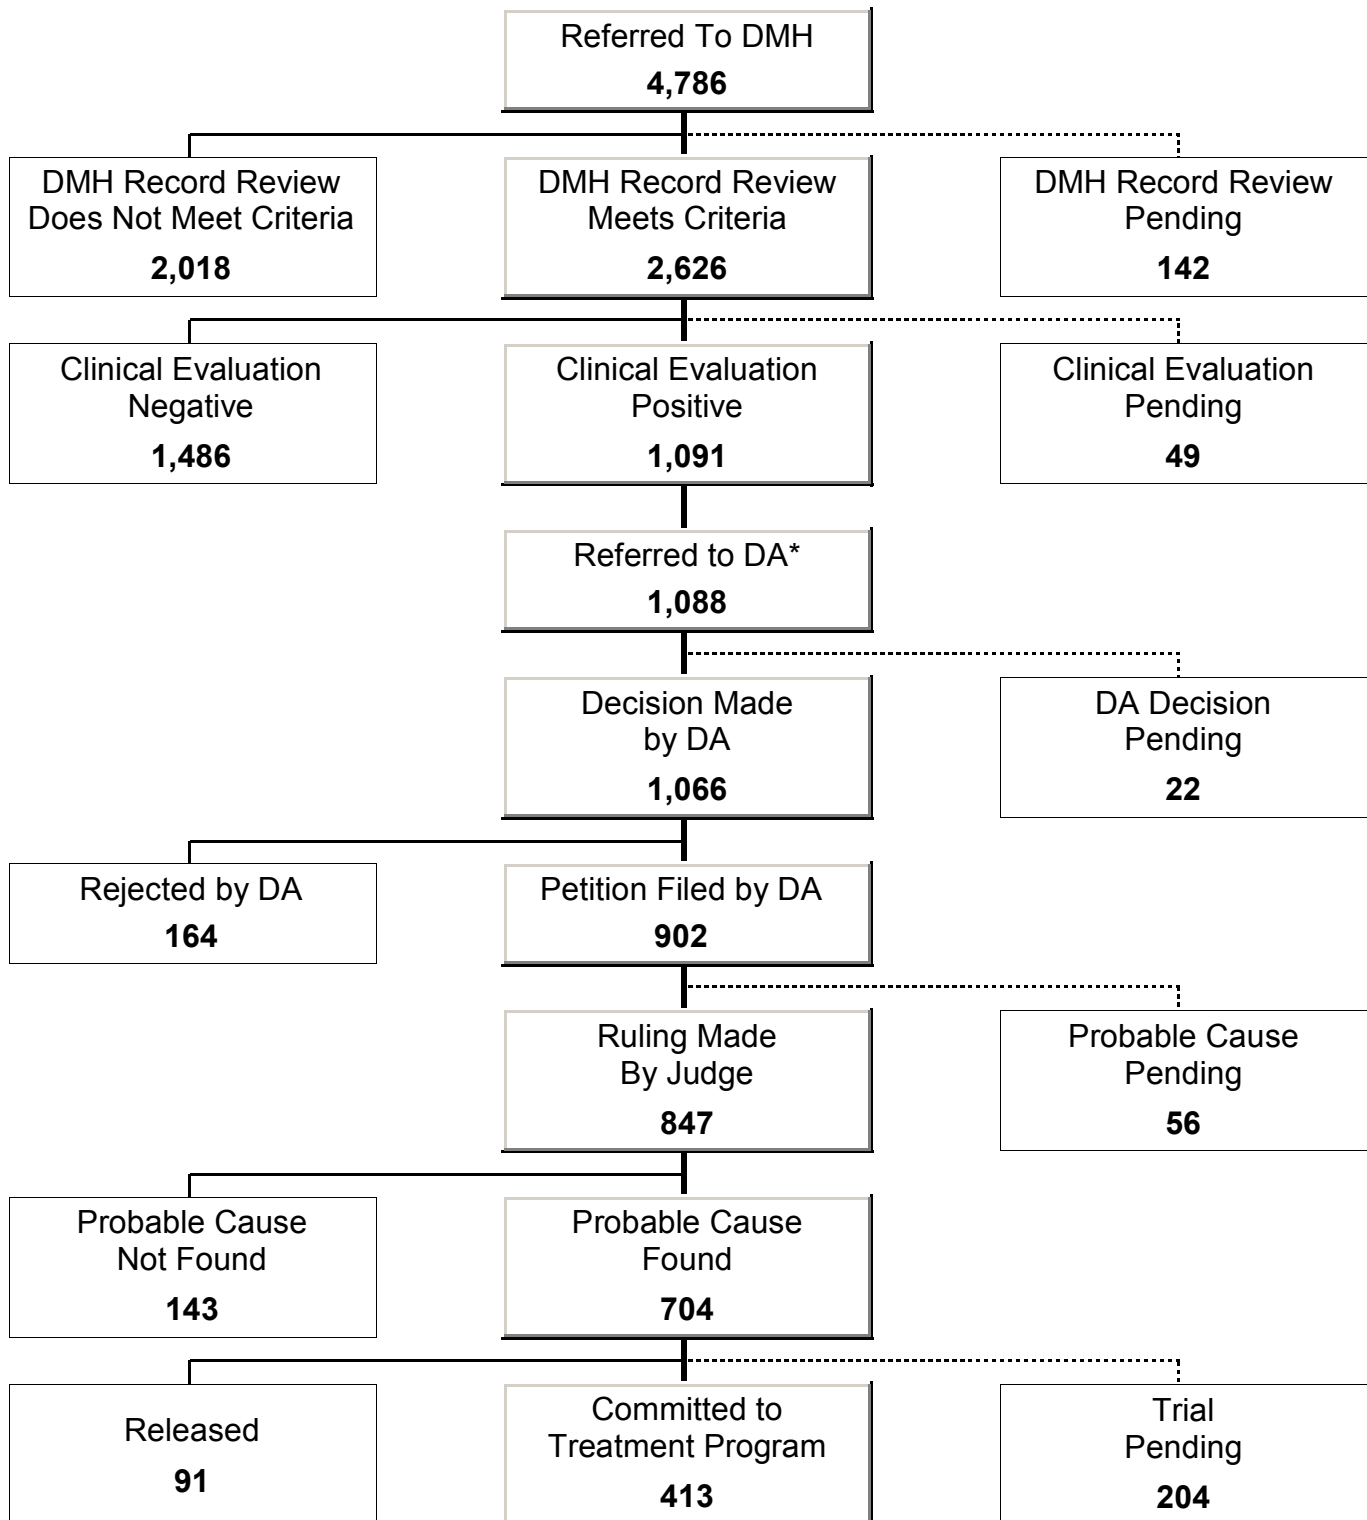 Referred To DMH
4,786
DMH Record Review
Does Not Meet Criteria
2,018
DMH Record Review
Meets Criteria
2,626
DMH Record Review
Pending
142
Clinical Evaluation
Negative
1,486
Clinical Evaluation
Positive
1,091
Clinical Evaluation
Pending
49
Referred to DA*
1,088
Decision Made
by DA
1,066
DA Decision
Pending
22
Rejected by DA
164
Petition Filed by DA
902
Ruling Made
By Judge
847
Probable Cause
Pending
56
Probable Cause
Not Found
143
Probable Cause
Found
704
Released
91
Committed to
Treatment Program
413
Trial
Pending
204